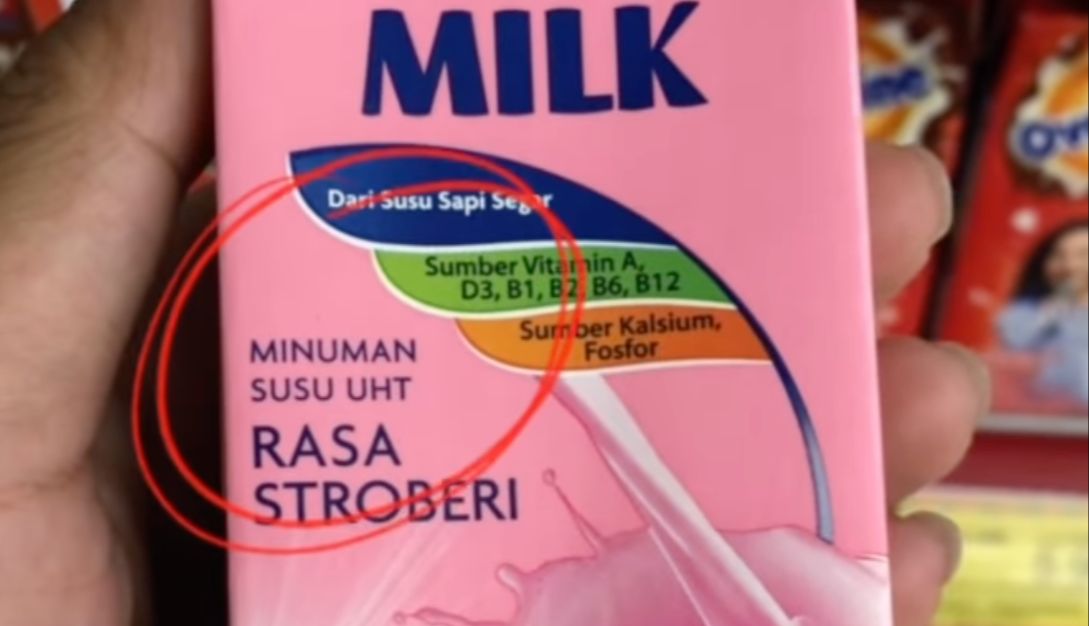 MILK
Dari Susu Sapi Segar
Sumber Vitamin A,
D3, B1, B2, B6, B12
Sumber Kalsium,
Fosfor
MINUMAN
SUSU UHT
RASA
STROBERI